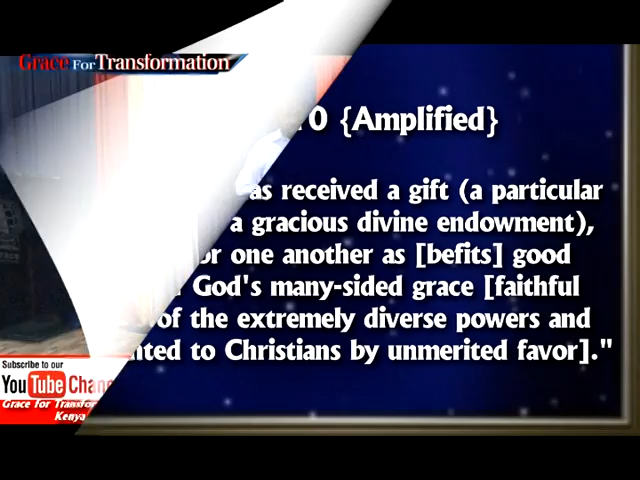 Grace For Transformation
0 {Amplified}
as received a gift (a particular
a gracious divine endowment),
or one another as [befits] good
God's many-sided grace [faithful
of the extremely diverse powers and
nted to Christians by unmerited favor]."
Subscribe to our
YouTube Chan
Grace for Transfor
Kenya